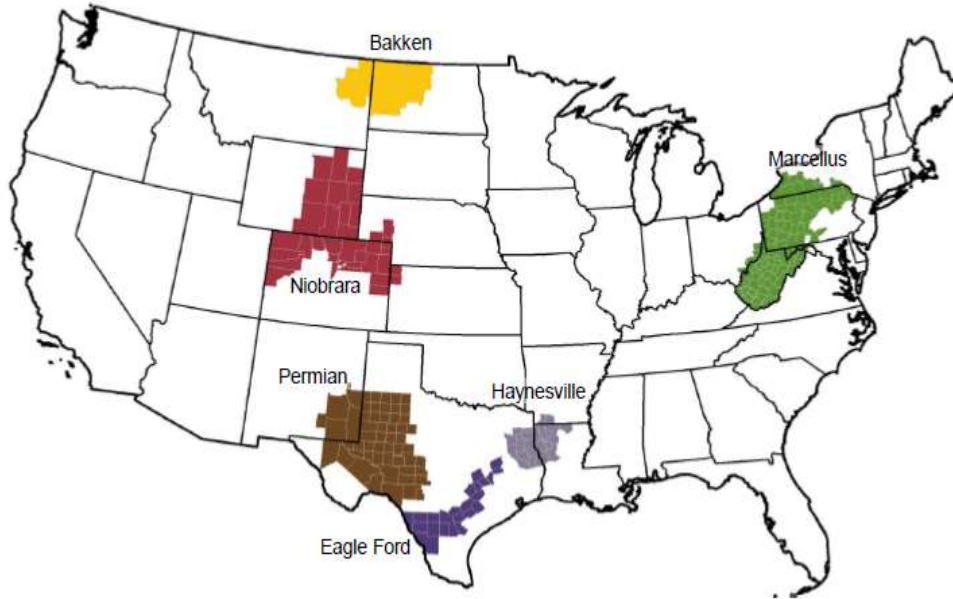 Bakken
Marcellus
Niobrara
Permian
Haynesville
Eagle Ford